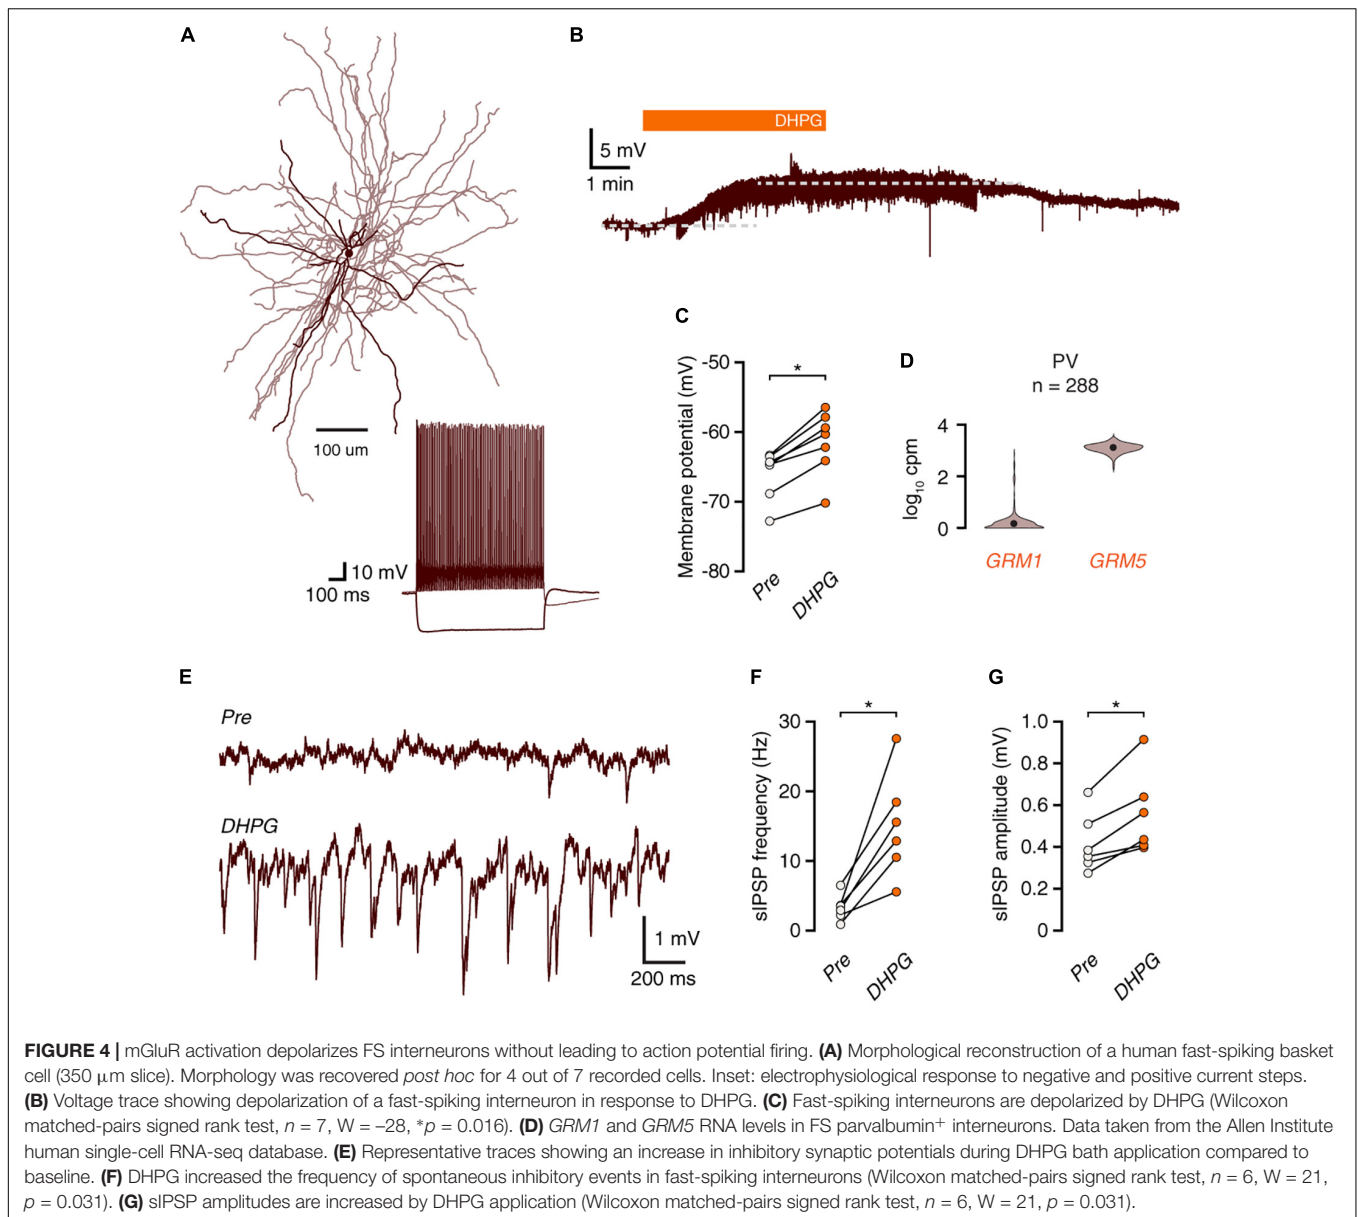 A
B
DHPG
5 mV
1 min
100 um
10 mV
100 ms
C
-50
-60
-70
-80
Membrane potential (mV)
*
Pre
DHPG
D
PV
n = 288
4
2
0
log10 cpm
GRM1
GRM5
E
Pre
DHPG
1 mV
200 ms
F
30
20
10
0
sIPSP frequency (Hz)
*
Pre
DHPG
G
1.0
0.8
0.6
0.4
0.2
0
sIPSP amplitude (mV)
*
Pre
DHPG
FIGURE 4 | mGluR activation depolarizes FS interneurons without leading to action potential firing. (A) Morphological reconstruction of a human fast-spiking basket
cell (350 μm slice). Morphology was recovered post hoc for 4 out of 7 recorded cells. Inset: electrophysiological response to negative and positive current steps.
(B) Voltage trace showing depolarization of a fast-spiking interneuron in response to DHPG. (C) Fast-spiking interneurons are depolarized by DHPG (Wilcoxon
matched-pairs signed rank test, n = 7, W = –28, *p = 0.016). (D) GRM1 and GRM5 RNA levels in FS parvalbumin+ interneurons. Data taken from the Allen Institute
human single-cell RNA-seq database. (E) Representative traces showing an increase in inhibitory synaptic potentials during DHPG bath application compared to
baseline. (F) DHPG increased the frequency of spontaneous inhibitory events in fast-spiking interneurons (Wilcoxon matched-pairs signed rank test, n = 6, W = 21,
p = 0.031). (G) sIPSP amplitudes are increased by DHPG application (Wilcoxon matched-pairs signed rank test, n = 6, W = 21, p = 0.031).